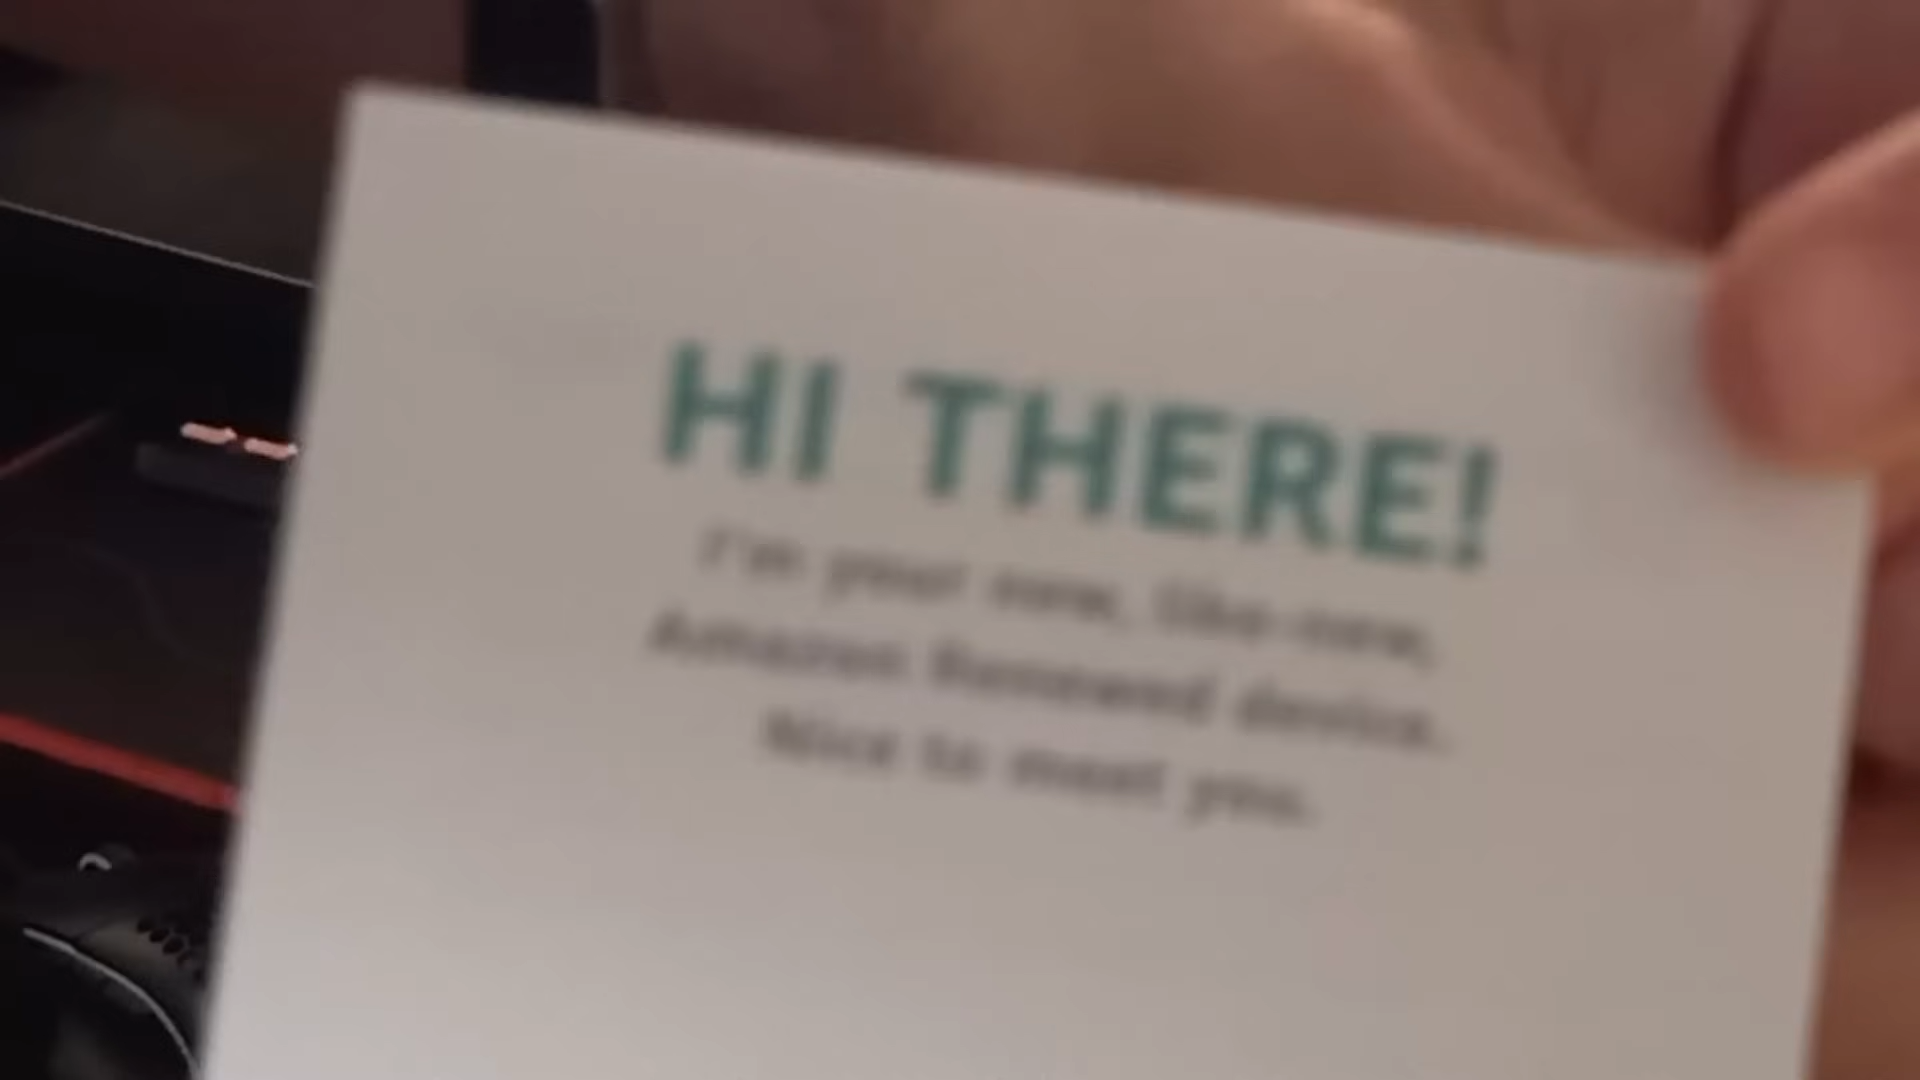 HI THERE!
I'm your new, like-new,
Amazon Renewed device.
Nice to meet you.